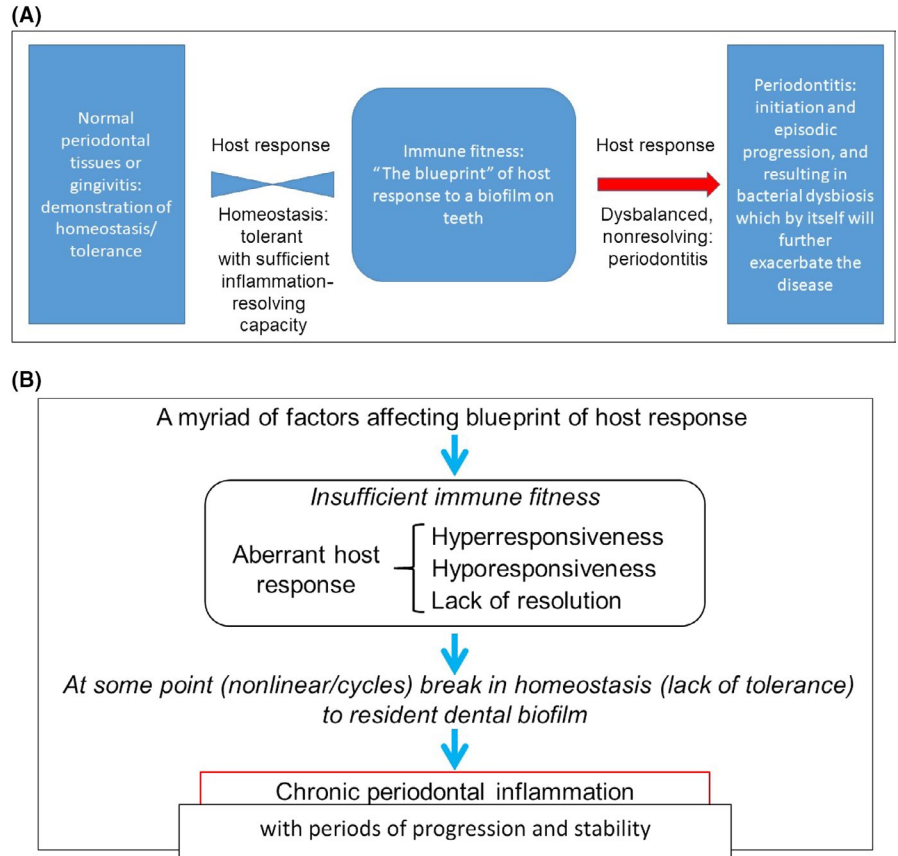 (A)
Normal
periodontal
tissues or
gingivitis:
demonstration of
homeostasis/
tolerance
Host response
Homeostasis:
tolerant
with sufficient
inflammation-
resolving
capacity
Immune fitness:
“The blueprint” of host
response to a biofilm on
teeth
Host response
Dysbalanced,
nonresolving:
periodontitis
Periodontitis:
initiation and
episodic
progression, and
resulting in
bacterial dysbiosis
which by itself will
further
exacerbate the
disease
(B)
A myriad of factors affecting blueprint of host response
Insufficient immune fitness
Aberrant host
response
Hyperresponsiveness
Hyporesponsiveness
Lack of resolution
At some point (nonlinear/cycles) break in homeostasis (lack of tolerance)
to resident dental biofilm
Chronic periodontal inflammation
with periods of progression and stability